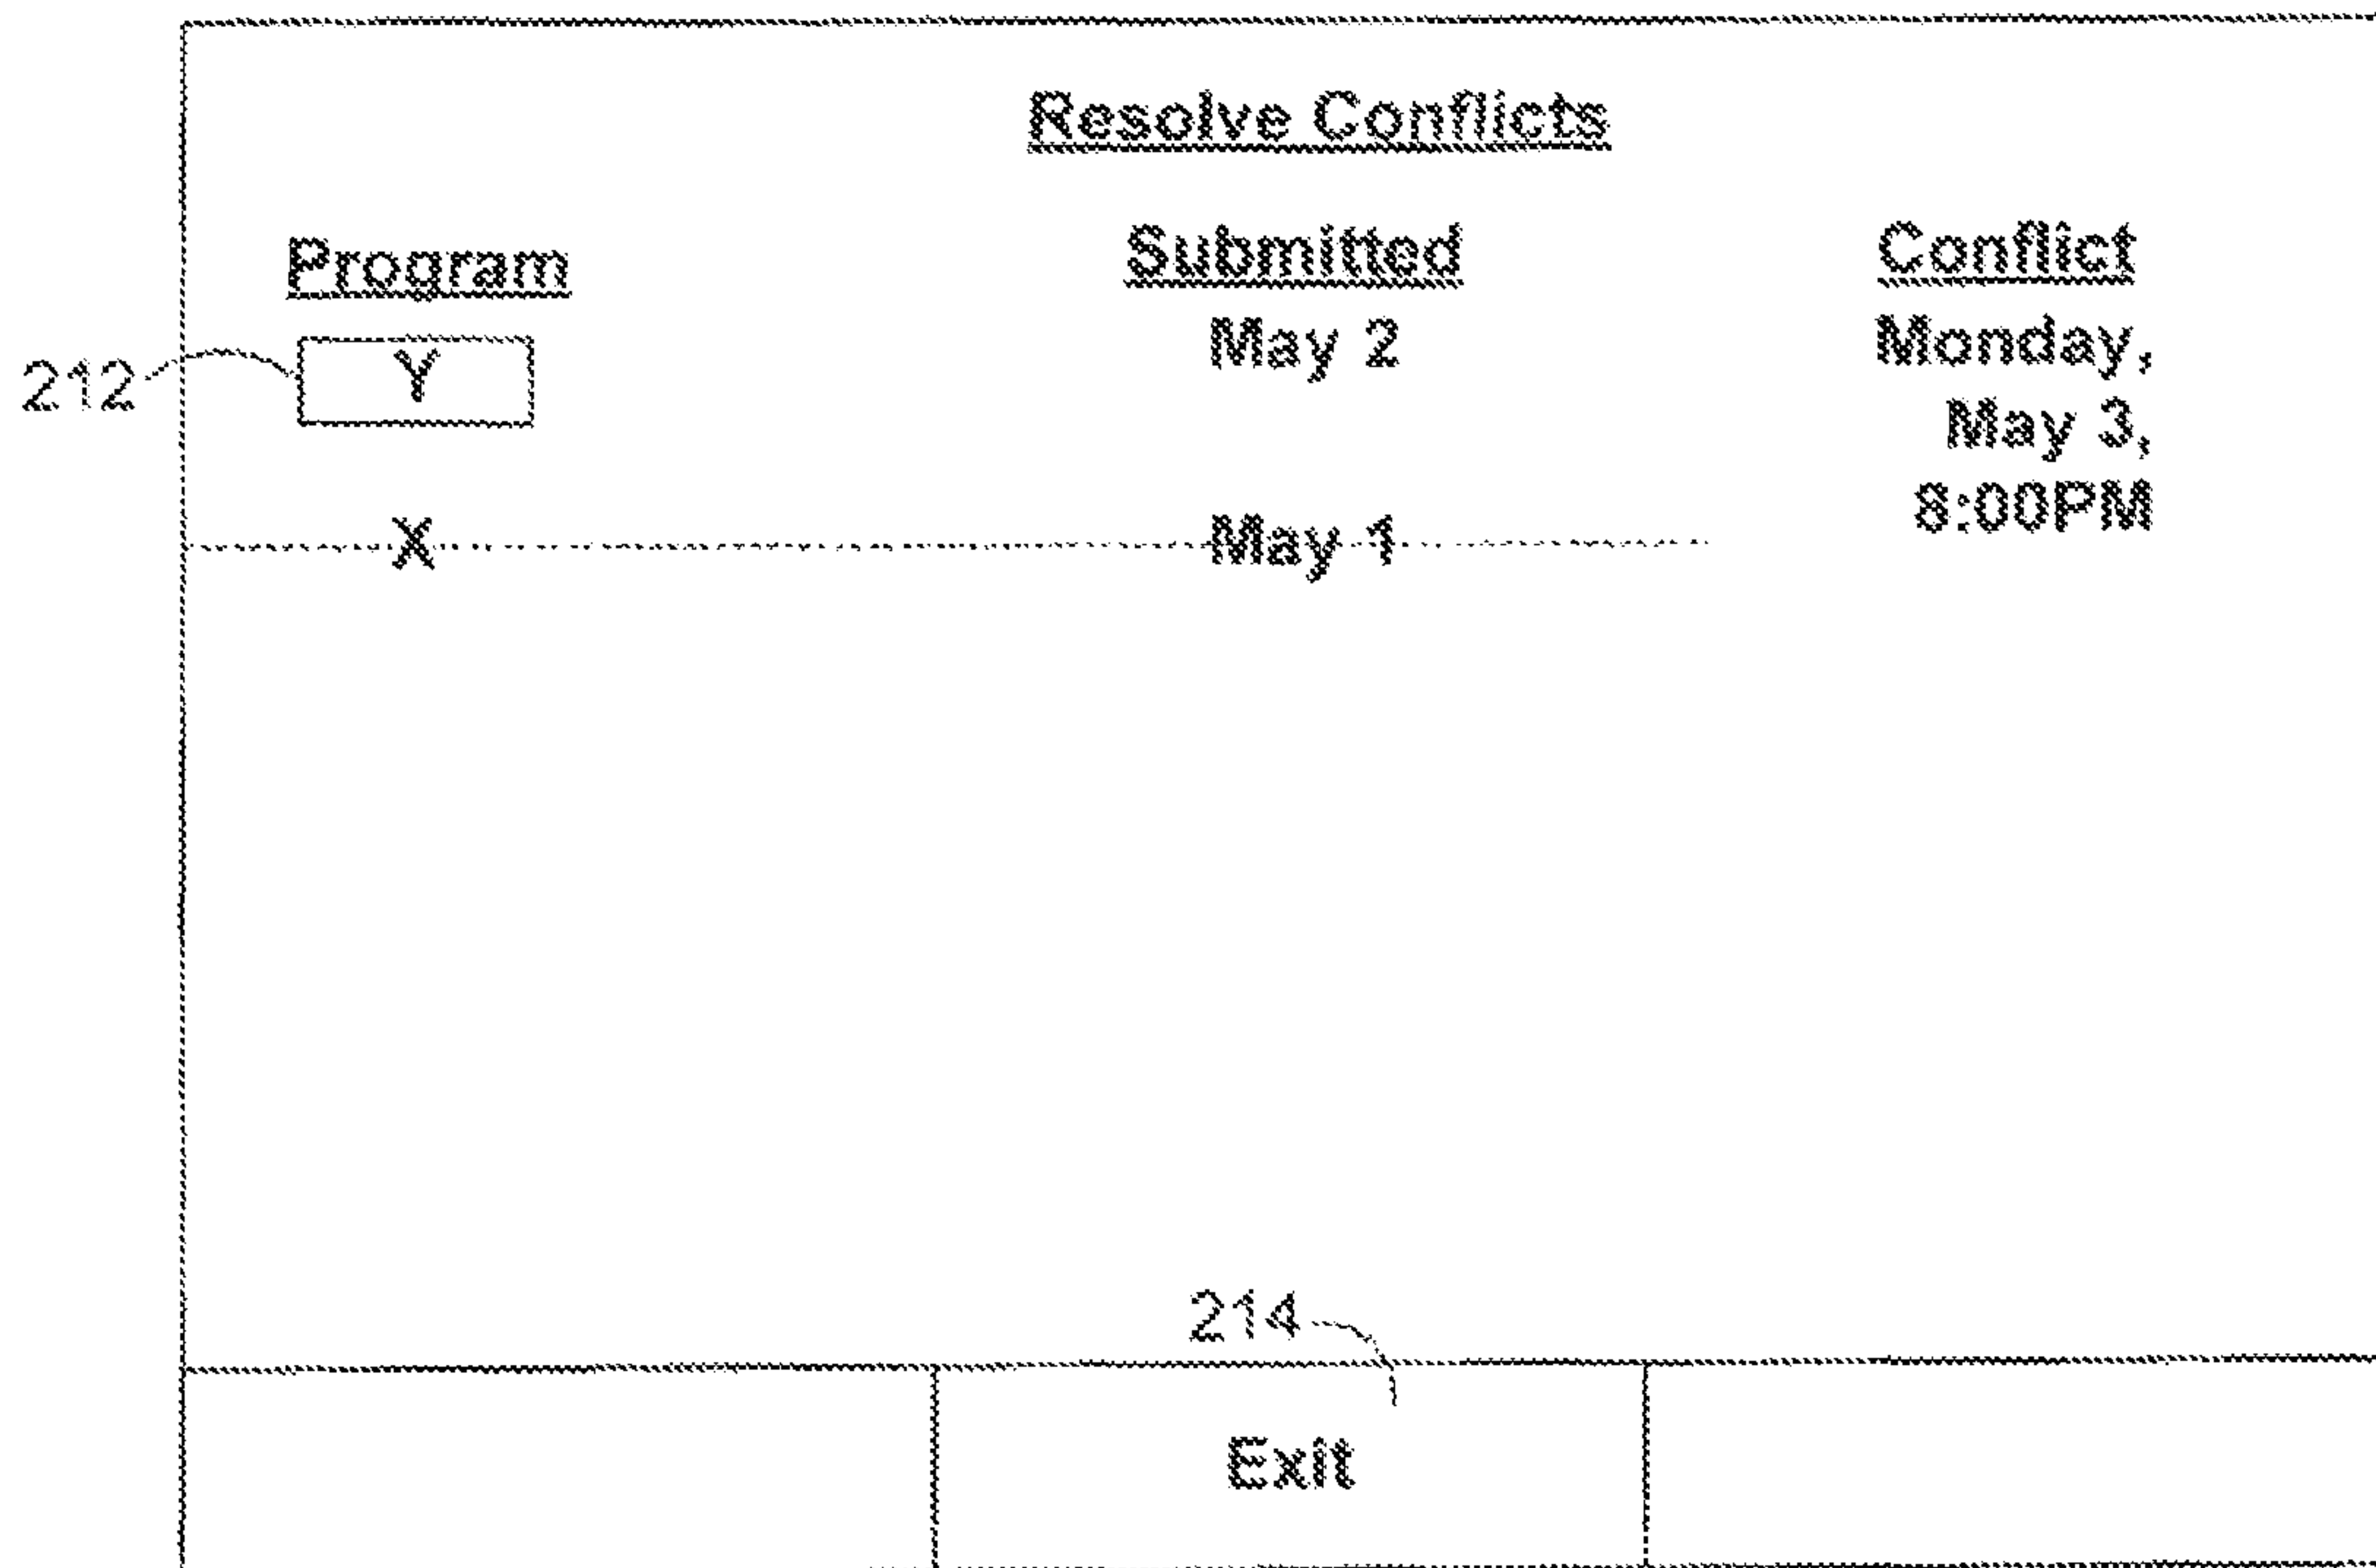 Resolve Conflicts
Program Submitted Conflict
212 Y May 2 Monday,
May 3,
8:00PM
X May 1
214
Exit